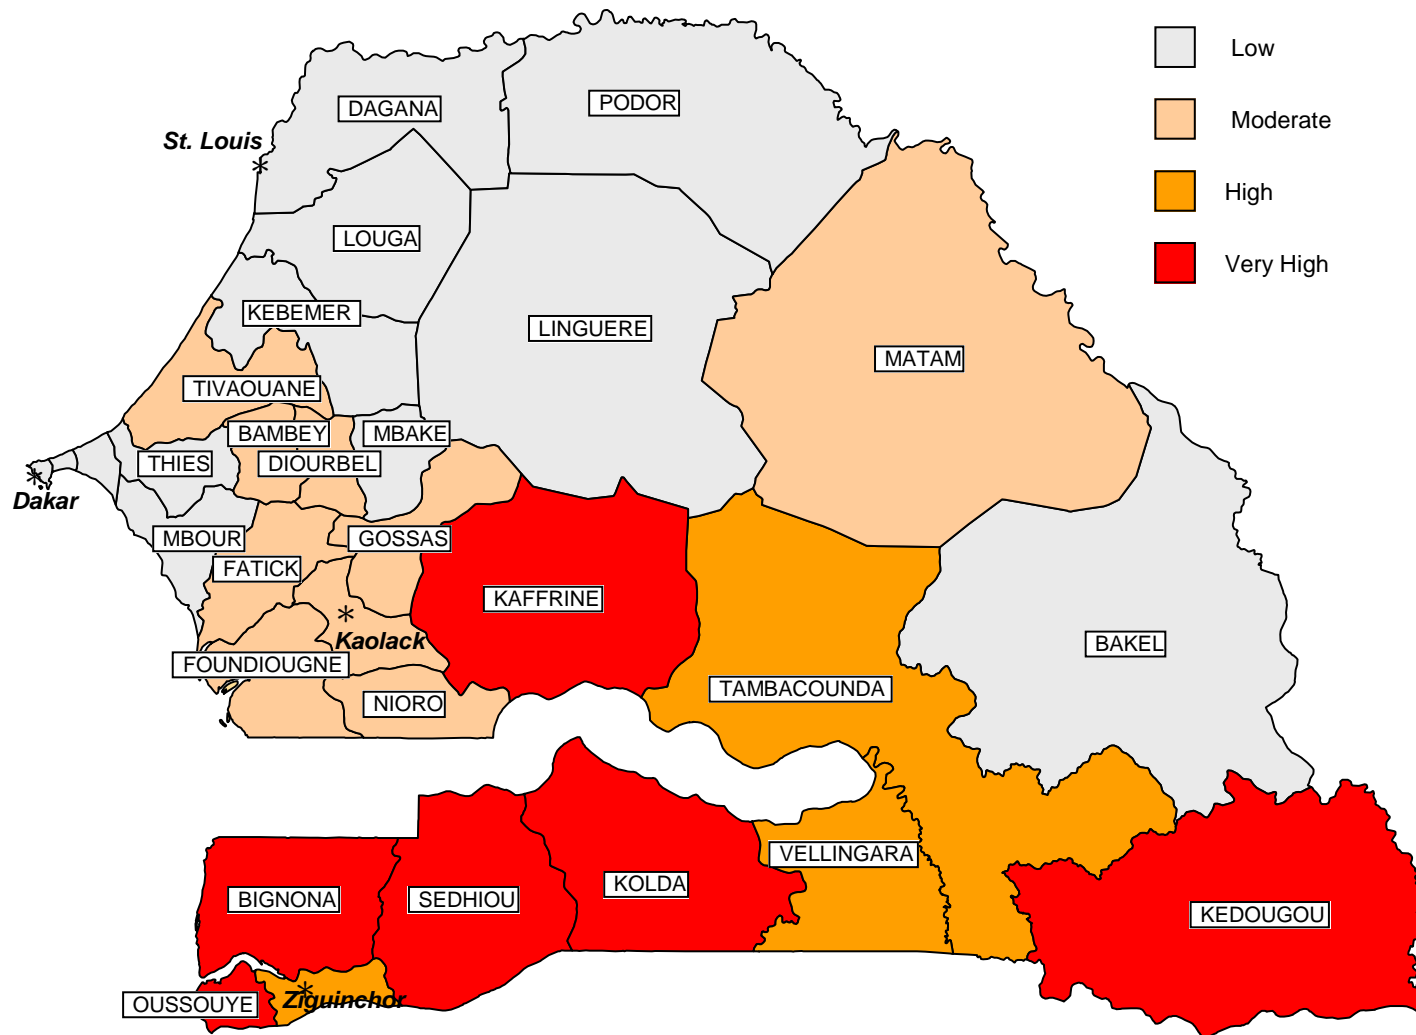 Low
DAGANA
PODOR
Moderate
St. Louis
*
High
LOUGA
Very High
KEBEMER
LINGUERE
MATAM
TIVAOUANE
BAMBEY
MBAKE
THIES
DIOURBEL
*
Dakar
MBOUR
GOSSAS
FATICK
KAFFRINE
*
Kaolack
BAKEL
FOUNDIOUGNE
TAMBACOUNDA
NIORO
VELLINGARA
KOLDA
BIGNONA
SEDHIOU
KEDOUGOU
*
OUSSOUYE
Ziguinchor